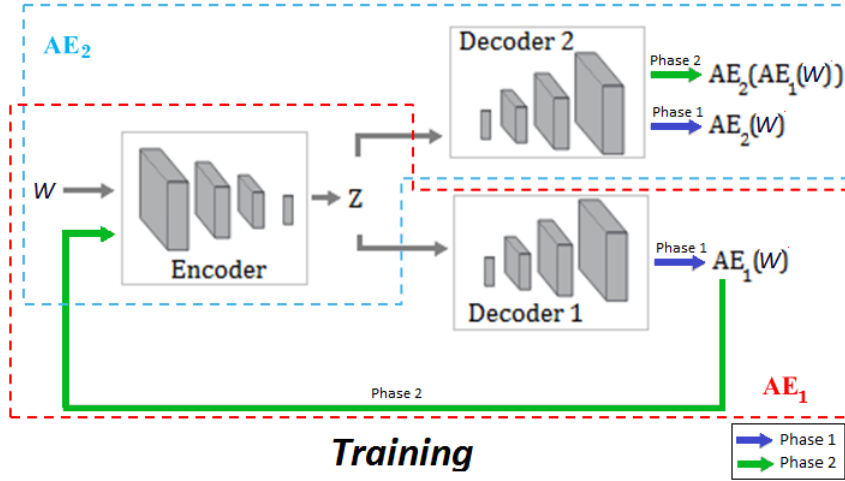 AE₂
Decoder 2
Phase 2
AE₂(AE₁(W))
Phase 1
AE₂(W)
W
Encoder
Z
Decoder 1
Phase 1
AE₁(W)
Phase 2
AE₁
Training
Phase 1
Phase 2